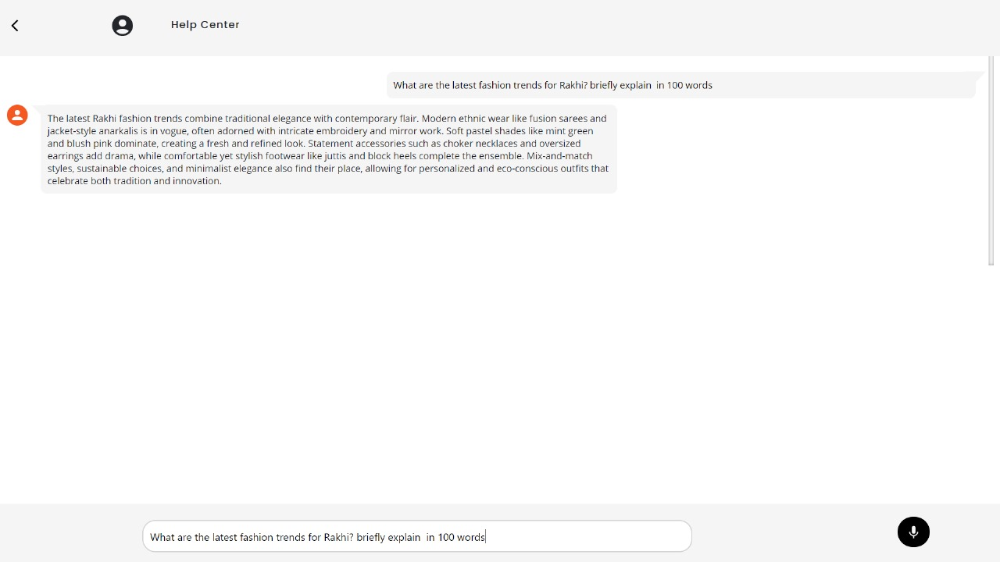 Help Center
What are the latest fashion trends for Rakhi? briefly explain  in 100 words
The latest Rakhi fashion trends combine traditional elegance with contemporary flair. Modern ethnic wear like fusion sarees and
jacket-style anarkalis is in vogue, often adorned with intricate embroidery and mirror work. Soft pastel shades like mint green
and blush pink dominate, creating a fresh and refined look. Statement accessories such as choker necklaces and oversized
earrings add drama, while comfortable yet stylish footwear like juttis and block heels complete the ensemble. Mix-and-match
styles, sustainable choices, and minimalist elegance also find their place, allowing for personalized and eco-conscious outfits that
celebrate both tradition and innovation.
What are the latest fashion trends for Rakhi? briefly explain  in 100 words